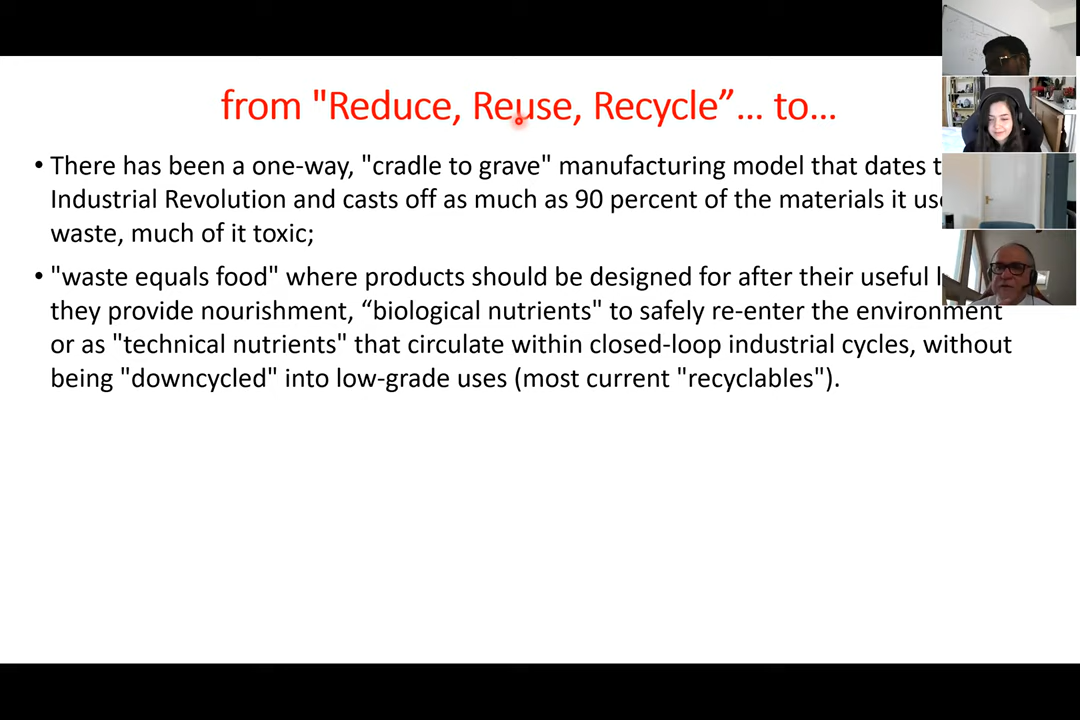 from "Reduce, Reuse, Recycle”... to...
• There has been a one-way, "cradle to grave" manufacturing model that dates
Industrial Revolution and casts off as much as 90 percent of the materials it
waste, much of it toxic;
• "waste equals food" where products should be designed for after their useful
they provide nourishment, “biological nutrients" to safely re-enter the environment
or as "technical nutrients" that circulate within closed-loop industrial cycles, without
being "downcycled" into low-grade uses (most current "recyclables").